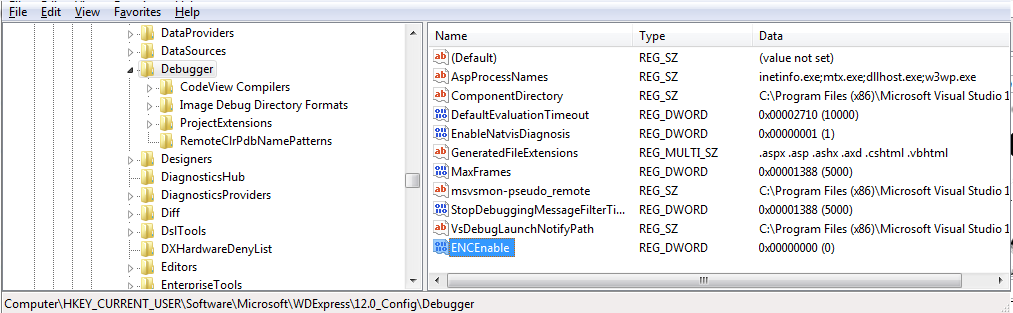 File Edit View Favorites Help
DataProviders
DataSources
Debugger
CodeView Compilers
Image Debug Directory Formats
ProjectExtensions
RemoteClrPdbNamePatterns
Designers
DiagnosticsHub
DiagnosticsProviders
Diff
DslTools
DXHardwareDenyList
Editors
EnterpriseTools
Name Type Data
(Default) REG_SZ (value not set)
AspProcessNames REG_SZ inetinfo.exe;mtx.exe;dllhost.exe;w3wp.exe
ComponentDirectory REG_SZ C:\Program Files (x86)\Microsoft Visual Studio 1
DefaultEvaluationTimeout REG_DWORD 0x00002710 (10000)
EnableNatvisDiagnosis REG_DWORD 0x00000001 (1)
GeneratedFileExtensions REG_MULTI_SZ .aspx .asp .ashx .axd .cshtml .vbhtml
MaxFrames REG_DWORD 0x00001388 (5000)
msvsmon-pseudo_remote REG_SZ C:\Program Files (x86)\Microsoft Visual Studio 1
StopDebuggingMessageFilterTi... REG_DWORD 0x00001388 (5000)
VsDebugLaunchNotifyPath REG_SZ C:\Program Files (x86)\Microsoft Visual Studio 1
ENCEnable REG_DWORD 0x00000000 (0)
Computer\HKEY_CURRENT_USER\Software\Microsoft\WDExpress\12.0_Config\Debugger